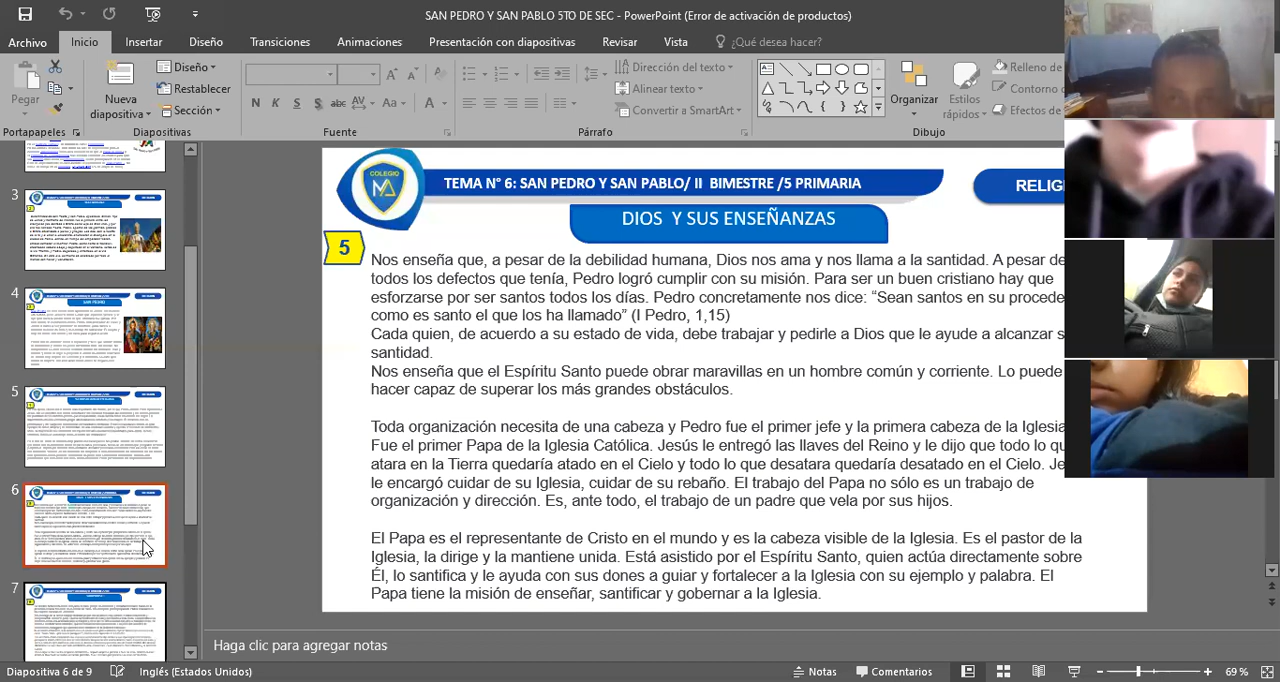 SAN PEDRO Y SAN PABLO 5TO DE SEC - PowerPoint (Error de activación de productos)
Archivo Inicio Insertar Diseño Transiciones Animaciones Presentación con diapositivas Revisar Vista ¿Qué desea hacer?
Pegar
Nueva diapositiva
Diseño
Restablecer
Sección
N K S S abc AV Aa A
Dirección del texto
Alinear texto
Convertir a SmartArt
Organizar
Estilos rápidos
Relleno de
Contorno
Efectos de
Portapapeles Diapositivas Fuente Párrafo Dibujo
3
4
SAN PEDRO
5
6
7
COLEGIO
TEMA N° 6: SAN PEDRO Y SAN PABLO/ II BIMESTRE /5 PRIMARIA
DIOS Y SUS ENSEÑANZAS
5
Nos enseña que, a pesar de la debilidad humana, Dios nos ama y nos llama a la santidad. A pesar de
todos los defectos que tenía, Pedro logró cumplir con su misión. Para ser un buen cristiano hay que
esforzarse por ser santos todos los días. Pedro concretamente nos dice: “Sean santos en su
como es santo el que los ha llamado” (I Pedro, 1,15)
Cada quien, de acuerdo a su estado de vida, debe trabajar y pedirle a Dios que le ayude a alcanzar
santidad.
Nos enseña que el Espíritu Santo puede obrar maravillas en un hombre común y corriente. Lo puede
hacer capaz de superar los más grandes obstáculos.
Toda organización necesita de una cabeza y Pedro fue el primer líder y la primera cabeza de la Iglesia.
Fue el primer Papa de la Iglesia Católica. Jesús le entregó las llaves del Reino y le dijo que todo lo
atara en la Tierra quedaría atado en el Cielo y todo lo que desatara quedaría desatado en el Cielo.
le encargó cuidar de su Iglesia, cuidar de su rebaño. El trabajo del Papa no sólo es un trabajo de
organización y dirección. Es, ante todo, el trabajo de un padre que vela por sus hijos.
El Papa es el representante de Cristo en el mundo y es la cabeza visible de la Iglesia. Es el pastor de la
Iglesia, la dirige y la mantiene unida. Está asistido por el Espíritu Santo, quien actúa directamente sobre
Él, lo santifica y le ayuda con sus dones a guiar y fortalecer a la Iglesia con su ejemplo y palabra. El
Papa tiene la misión de enseñar, santificar y gobernar a la Iglesia.
Haga clic para agregar notas
Diapositiva 6 de 9 Inglés (Estados Unidos) Notas Comentarios 69 %